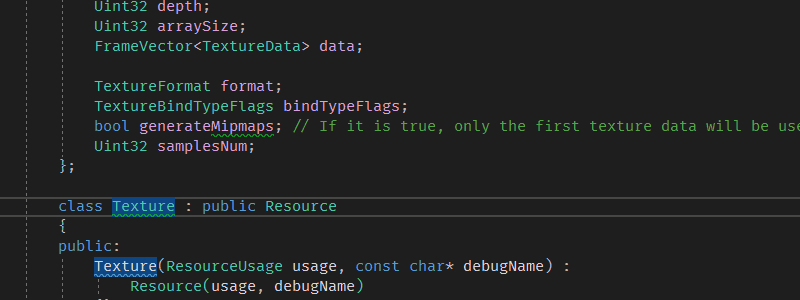 Uint32 depth;
Uint32 arraySize;
FrameVector<TextureData> data;
TextureFormat format;
TextureBindTypeFlags bindTypeFlags;
bool generateMipmaps; // If it is true, only the first texture data will be use
Uint32 samplesNum;
};
class Texture : public Resource
{
public:
Texture(ResourceUsage usage, const char* debugName) :
Resource(usage, debugName)